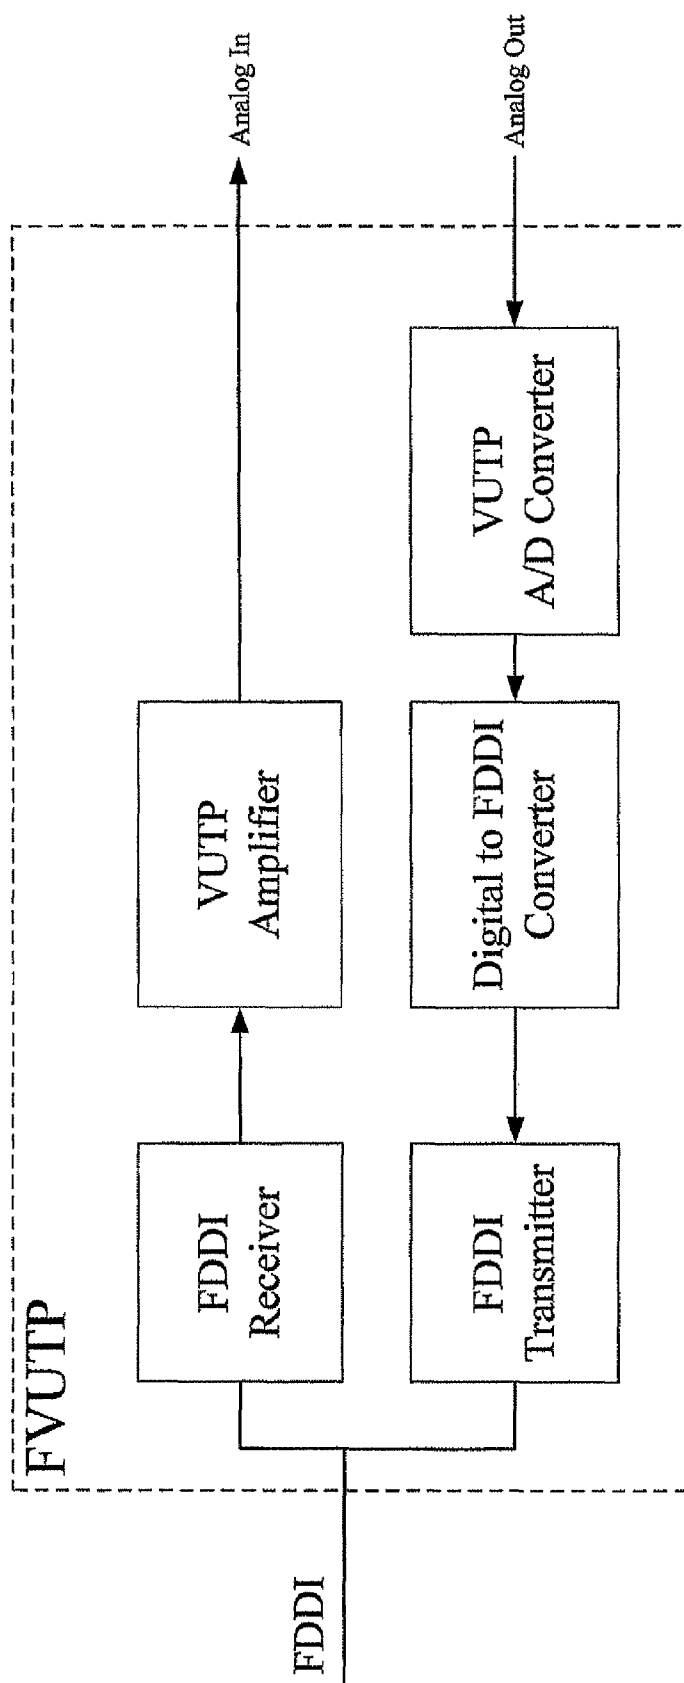 FVUTP
FDDI
FDDI
Receiver
VUTP
Amplifier
Analog In
FDDI
Transmitter
Digital to FDDI
Converter
VUTP
A/D Converter
Analog Out